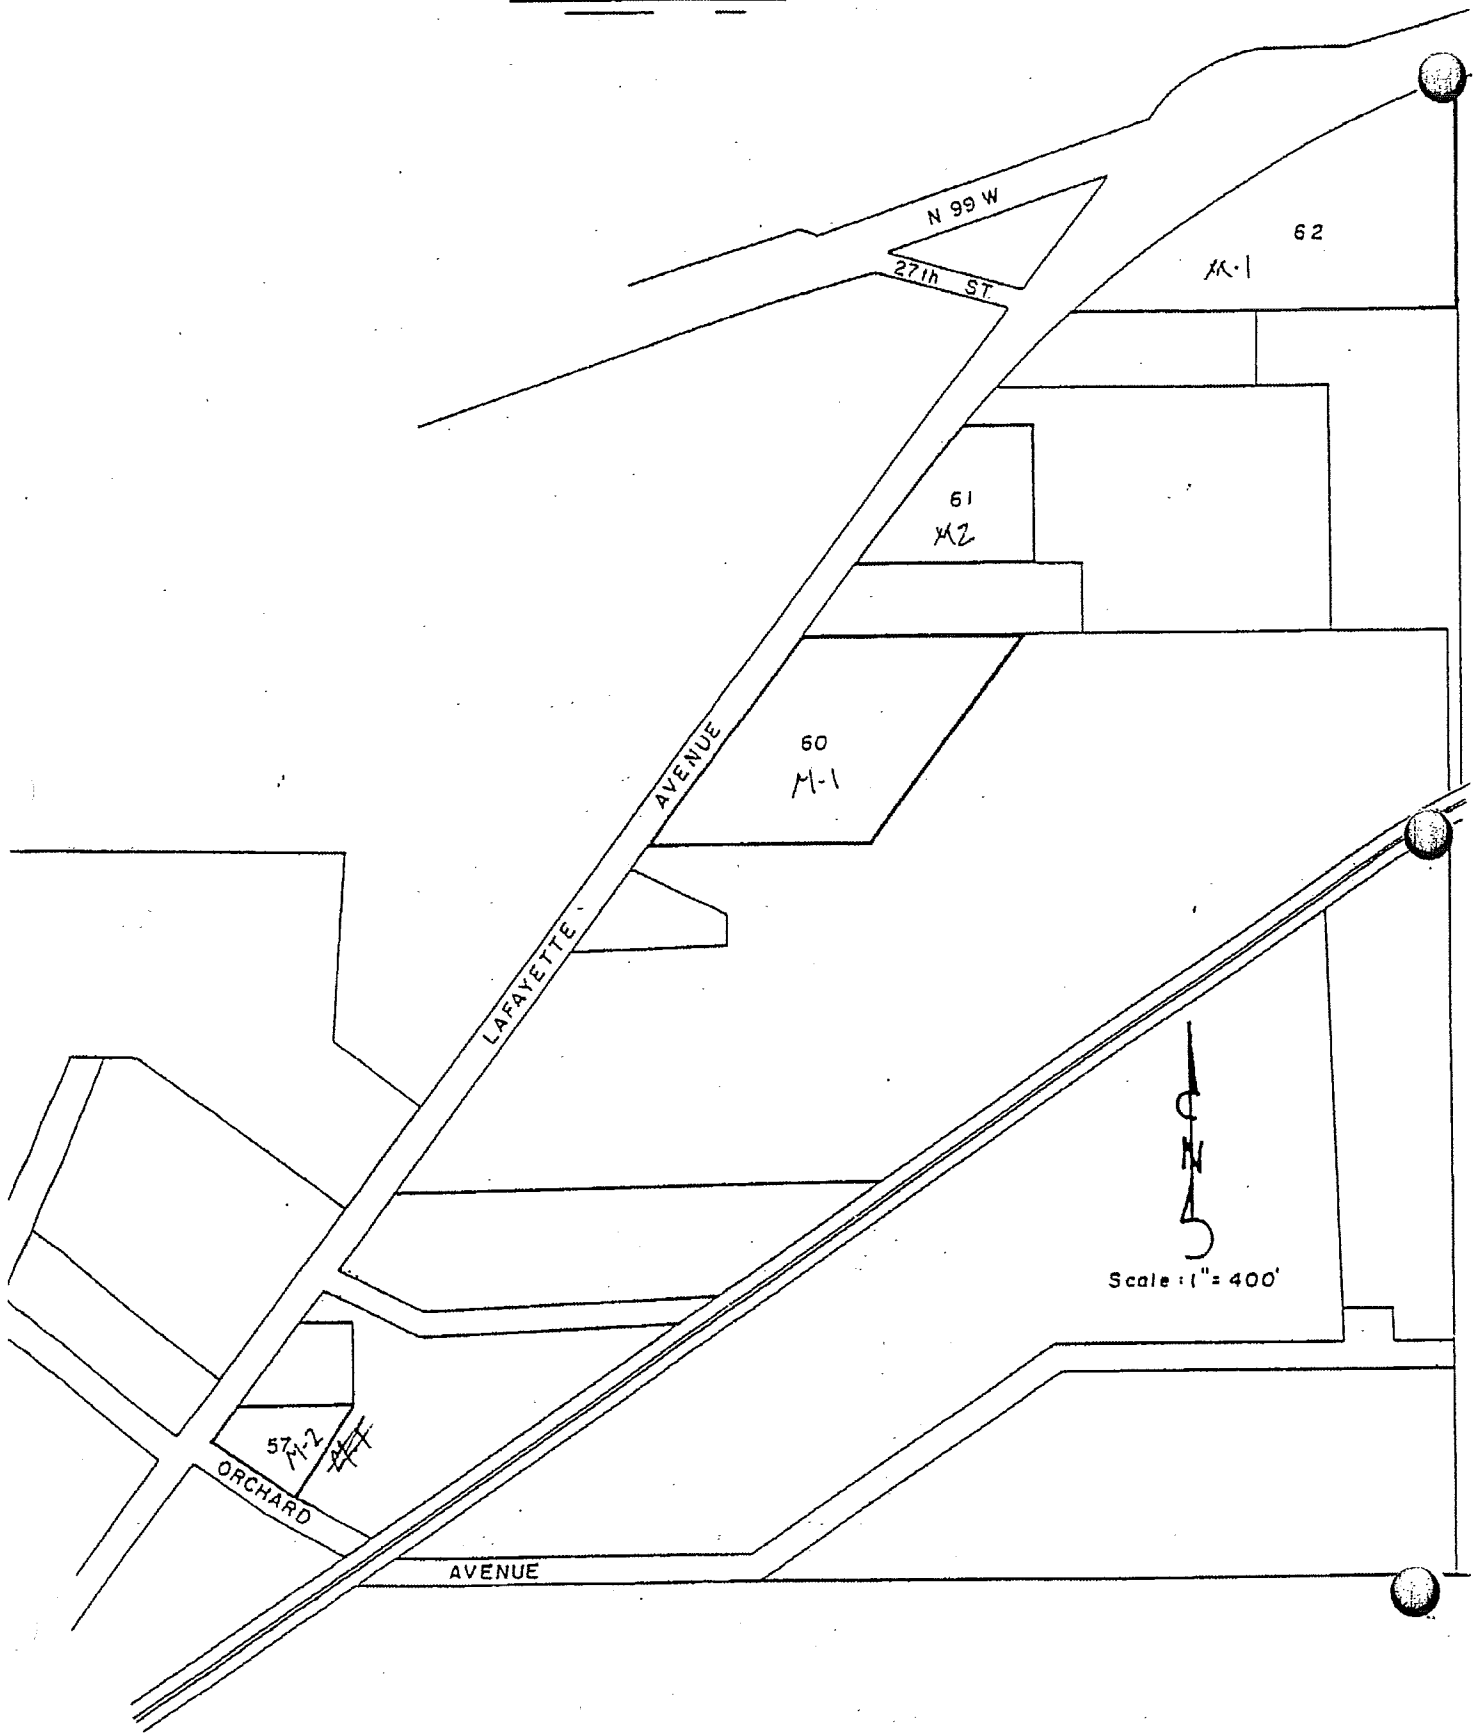 N 99 W
27th ST.
62
M-1
61
M2
60
M-1
AVENUE
LAFAYETTE
N
Scale : 1" = 400'
57
M-2
ORCHARD
AVENUE